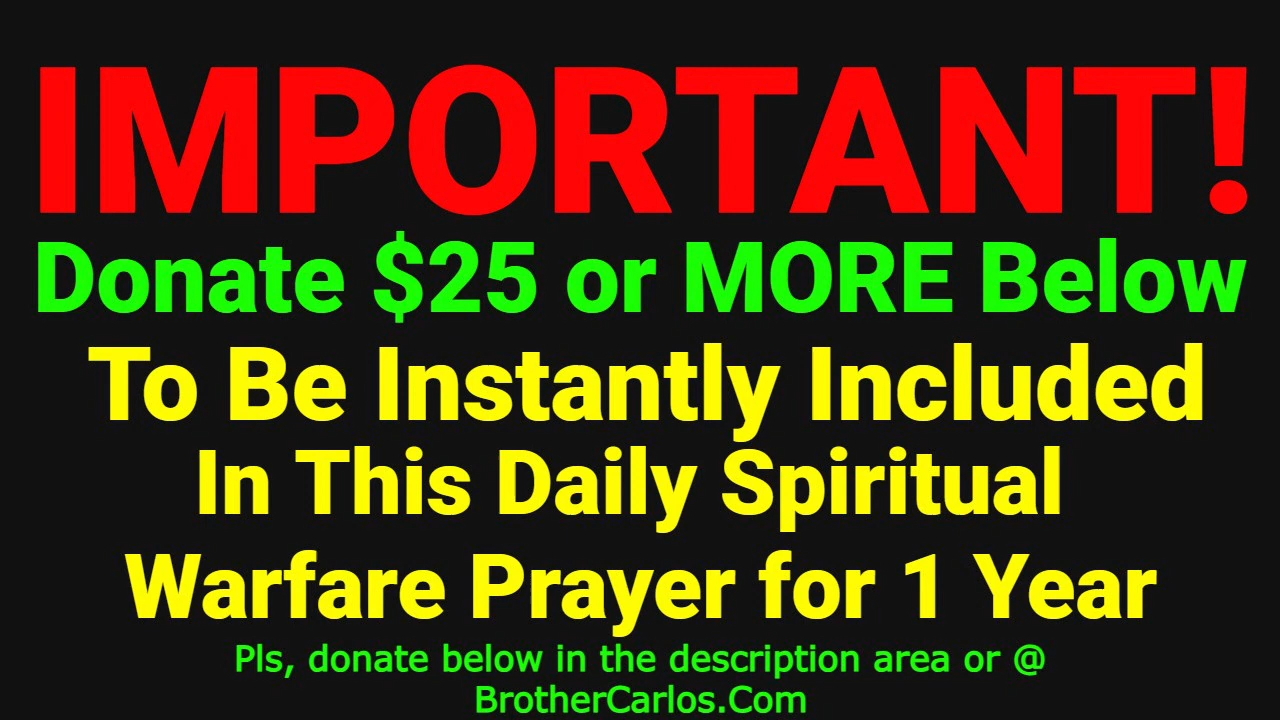 IMPORTANT!
Donate $25 or MORE Below
To Be Instantly Included
In This Daily Spiritual
Warfare Prayer for 1 Year
Pls, donate below in the description area or @
BrotherCarlos.Com